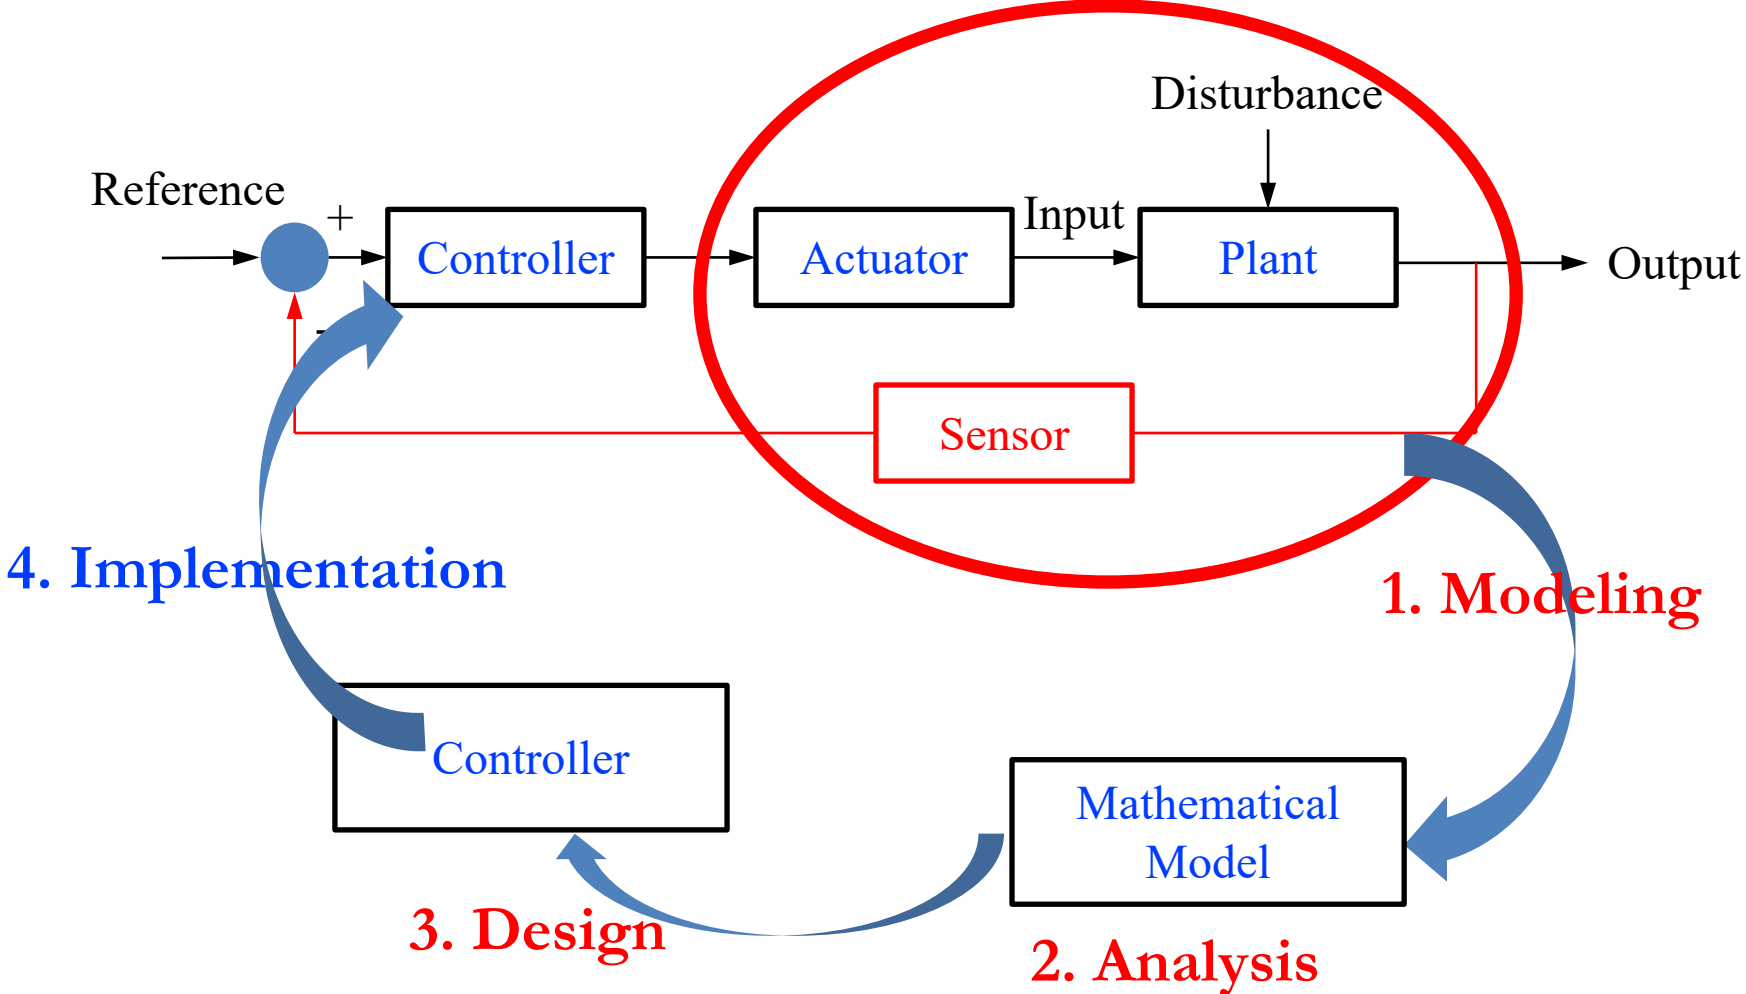 Disturbance
Reference
+
Input
Controller
Actuator
Plant
Output
-
Sensor
4. Implementation
1. Modeling
Controller
Mathematical
Model
3. Design
2. Analysis